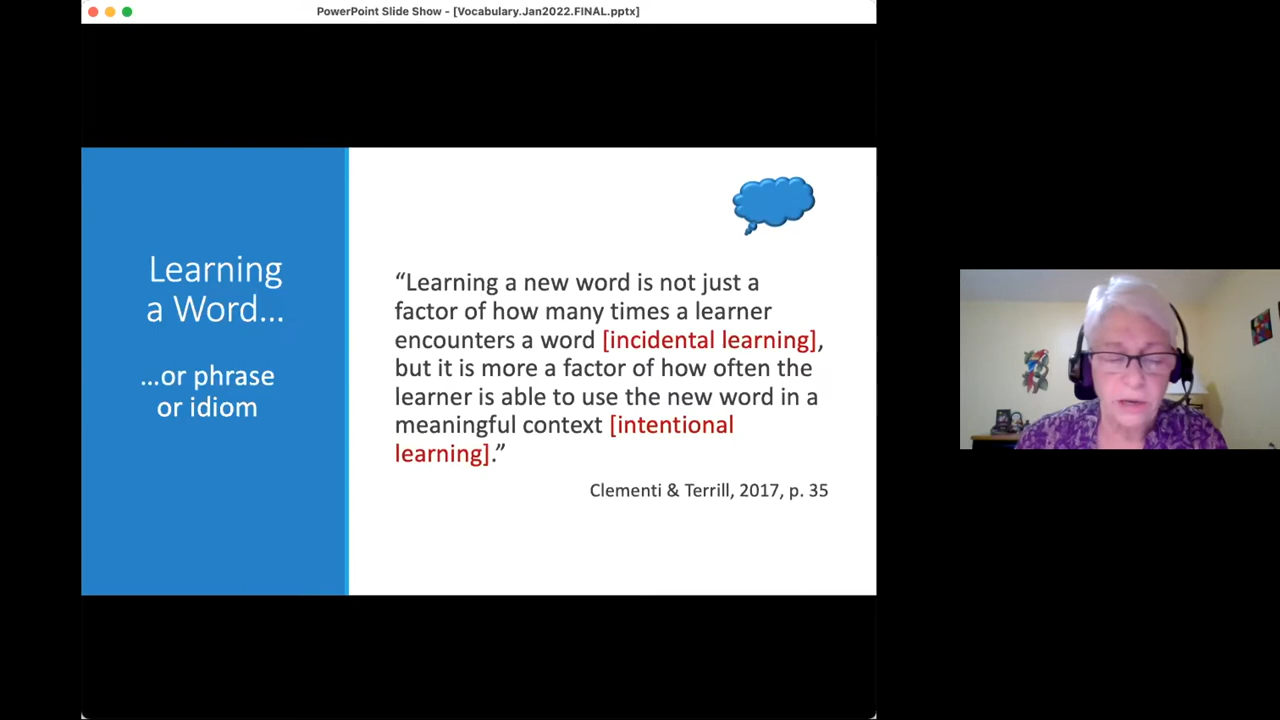 PowerPoint Slide Show - [Vocabulary.Jan2022.FINAL.pptx]
Learning
a Word...
...or phrase
or idiom
“Learning a new word is not just a
factor of how many times a learner
encounters a word [incidental learning],
but it is more a factor of how often the
learner is able to use the new word in a
meaningful context [intentional
learning].”
Clementi & Terrill, 2017, p. 35